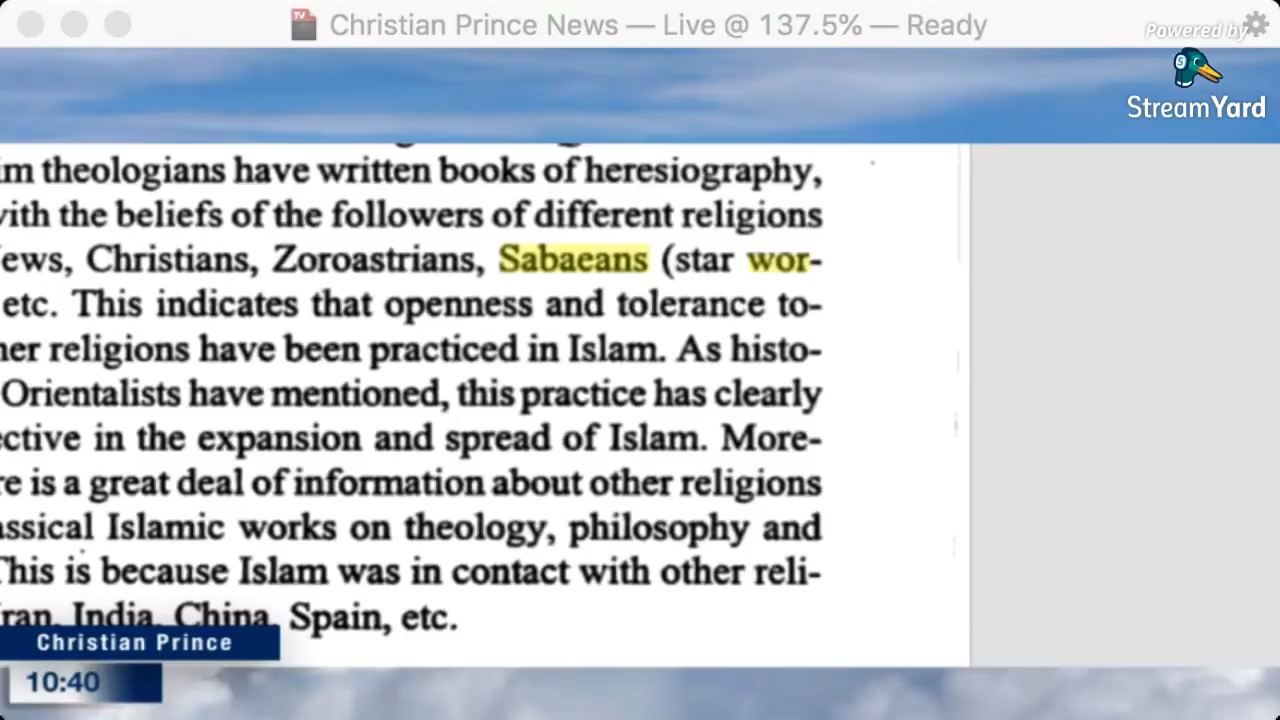 Christian Prince News — Live @ 137.5% — Ready
Powered by
StreamYard
im theologians have written books of heresiography,
with the beliefs of the followers of different religions
ews, Christians, Zoroastrians, Sabaeans (star wor-
etc. This indicates that openness and tolerance to-
her religions have been practiced in Islam. As histo-
Orientalists have mentioned, this practice has clearly
ective in the expansion and spread of Islam. More-
re is a great deal of information about other religions
assical Islamic works on theology, philosophy and
This is because Islam was in contact with other reli-
ran, India, China, Spain, etc.
Christian Prince
10:40